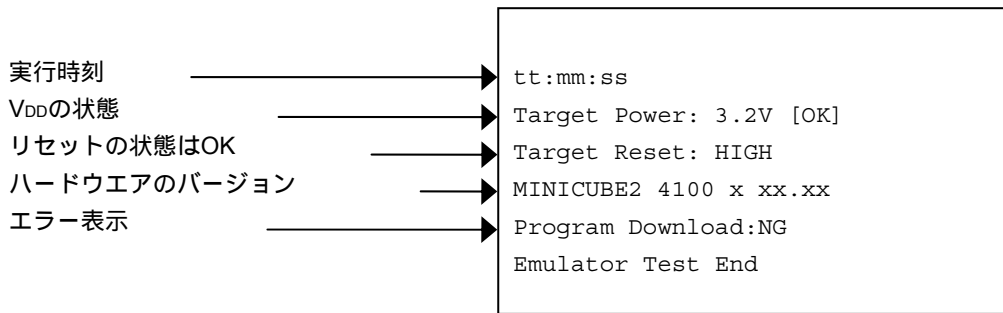 実行時刻
tt:mm:ss
VDDの状態
Target Power: 3.2V [OK]
リセットの状態はOK
Target Reset: HIGH
ハードウエアのバージョン
MINICUBE2 4100 x xx.xx
エラー表示
Program Download:NG
Emulator Test End